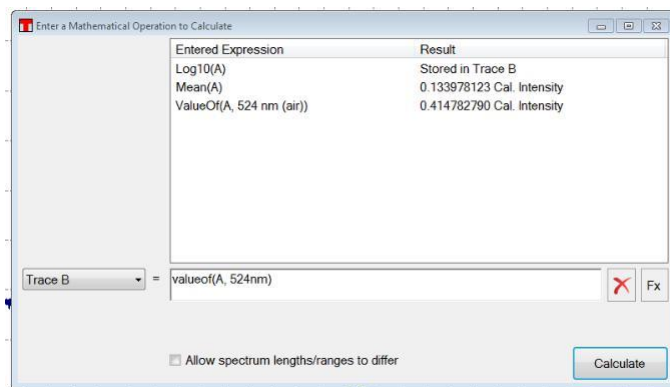 Enter a Mathematical Operation to Calculate
Entered Expression Result
Log10(A) Stored in Trace B
Mean(A) 0.133978123 Cal. Intensity
ValueOf(A, 524 nm (air)) 0.414782790 Cal. Intensity
Trace B = valueof(A, 524nm) Fx
Allow spectrum lengths/ranges to differ Calculate